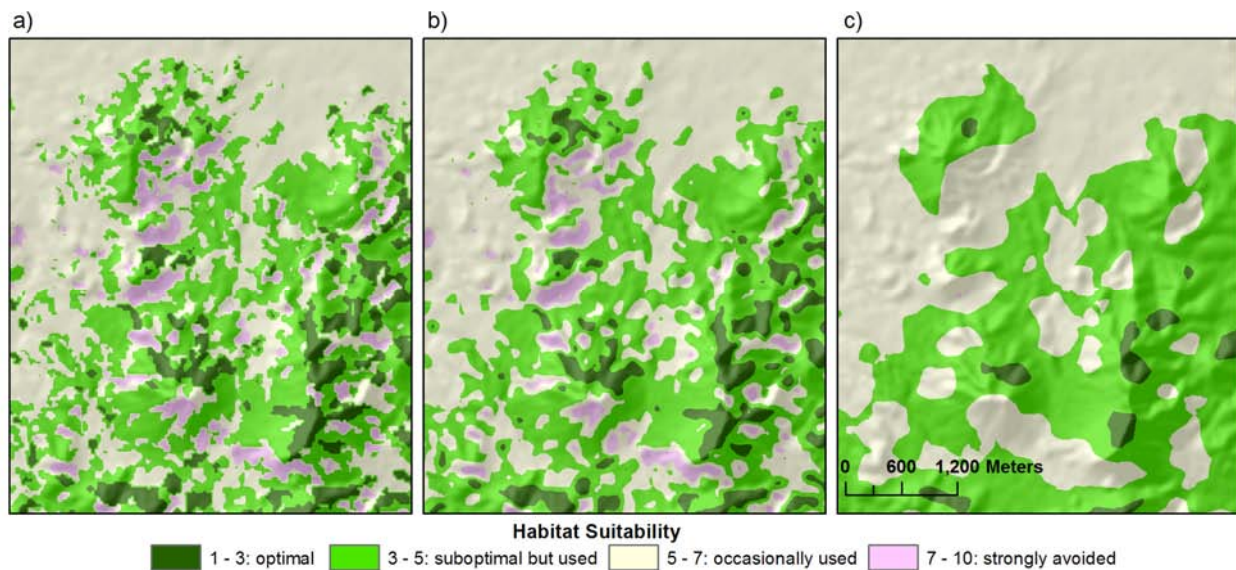 a) b) c)
0 600 1,200 Meters
Habitat Suitability
1 - 3: optimal 3 - 5: suboptimal but used 5 - 7: occasionally used 7 - 10: strongly avoided